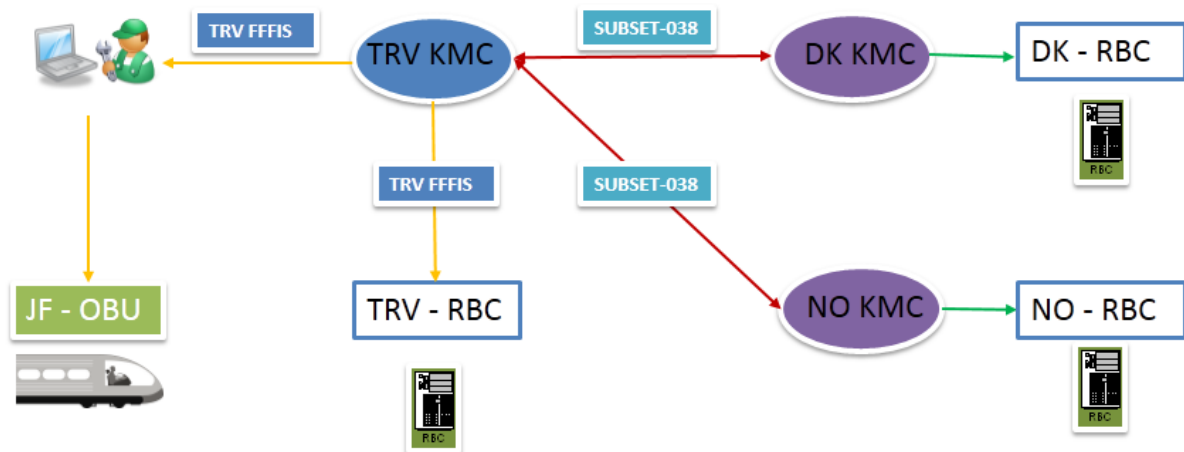 TRV FFFIS
SUBSET-038
TRV KMC
DK KMC
DK - RBC
RBC
TRV FFFIS
SUBSET-038
JF - OBU
TRV - RBC
NO KMC
NO - RBC
RBC
RBC